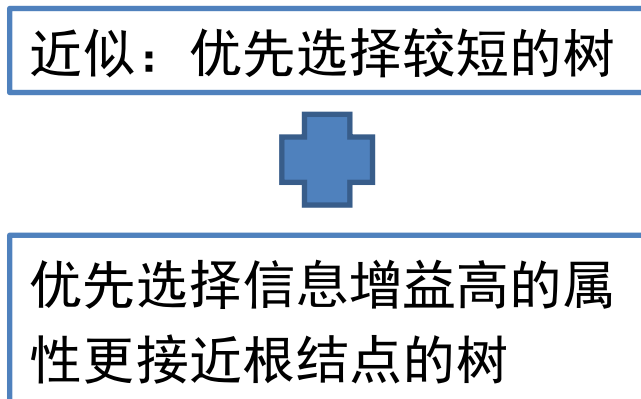 近似：优先选择较短的树
优先选择信息增益高的属
性更接近根结点的树